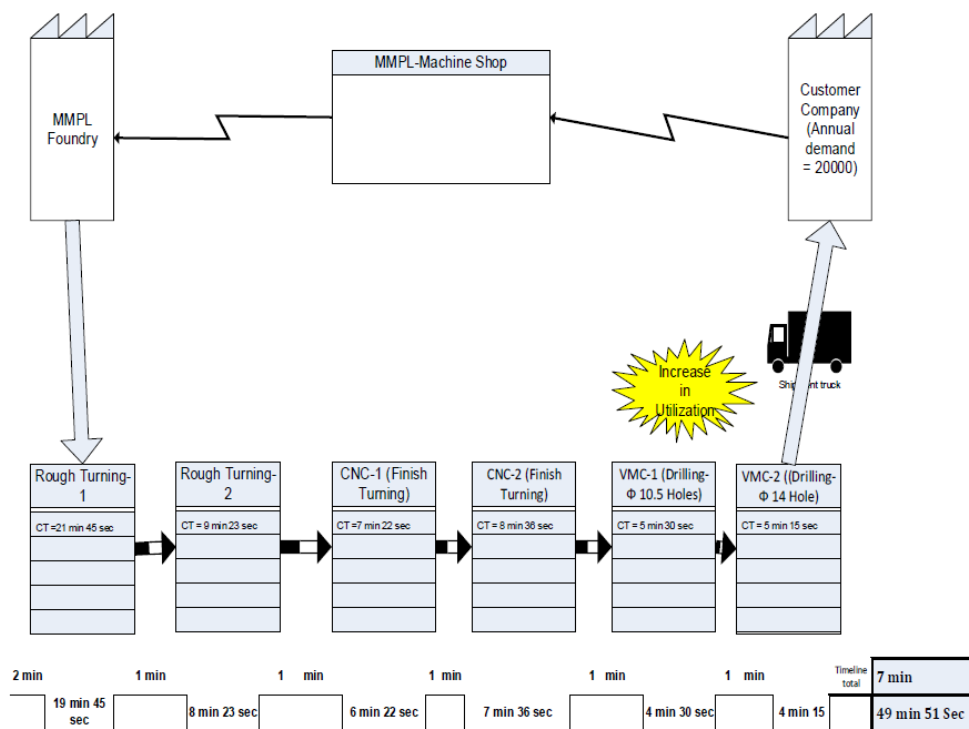 MMPL-Machine Shop
MMPL
Foundry
Customer
Company
(Annual
demand
= 20000)
Increase
in
Utilization
Ship ent truck
Rough Turning-
1
Rough Turning-
2
CNC-1 (Finish
Turning)
CNC-2 (Finish
Turning)
VMC-1 (Drilling-
Φ 10.5 Holes)
VMC-2 ((Drilling-
Φ 14 Hole)
CT =21 min 45 sec
CT = 9 min 23 sec
CT =7 min 22 sec
CT = 8 min 36 sec
CT = 5 min 30 sec
CT = 5 min 15 sec
2 min
1 min
1 min
1 min
1 min
1 min
Timeline
total
7 min
19 min 45
sec
8 min 23 sec
6 min 22 sec
7 min 36 sec
4 min 30 sec
4 min 15
49 min 51 Sec